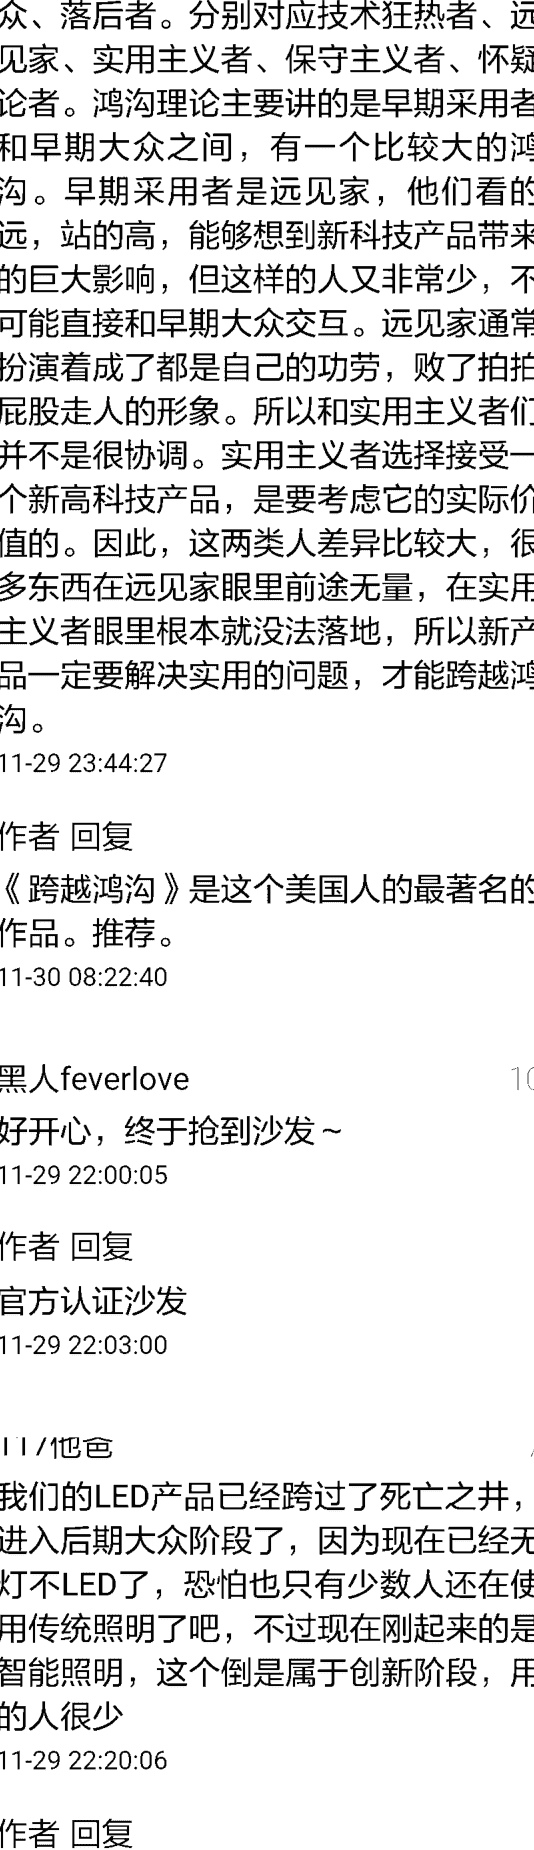 众、落后者。分别对应技术狂热者、远
见家、实用主义者、保守主义者、怀疑
论者。鸿沟理论主要讲的是早期采用者
和早期大众之间，有一个比较大的鸿
沟。早期采用者是远见家，他们看的
远，站的高，能够想到新科技产品带来
的巨大影响，但这样的人又非常少，不
可能直接和早期大众交互。远见家通常
扮演着成了都是自己的功劳，败了拍拍
屁股走人的形象。所以和实用主义者们
并不是很协调。实用主义者选择接受一
个新高科技产品，是要考虑它的实际价
值的。因此，这两类人差异比较大，很
多东西在远见家眼里前途无量，在实用
主义者眼里根本就没法落地，所以新产
品一定要解决实用的问题，才能跨越鸿
沟。
11-29 23:44:27
作者 回复
《跨越鸿沟》是这个美国人的最著名的
作品。推荐。
11-30 08:22:40
黑人feverlove 10
好开心，终于抢到沙发～
11-29 22:00:05
作者 回复
官方认证沙发
11-29 22:03:00
他爸
我们的LED产品已经跨过了死亡之井，
进入后期大众阶段了，因为现在已经无
灯不LED了，恐怕也只有少数人还在使
用传统照明了吧，不过现在刚起来的是
智能照明，这个倒是属于创新阶段，用
的人很少
11-29 22:20:06
作者 回复